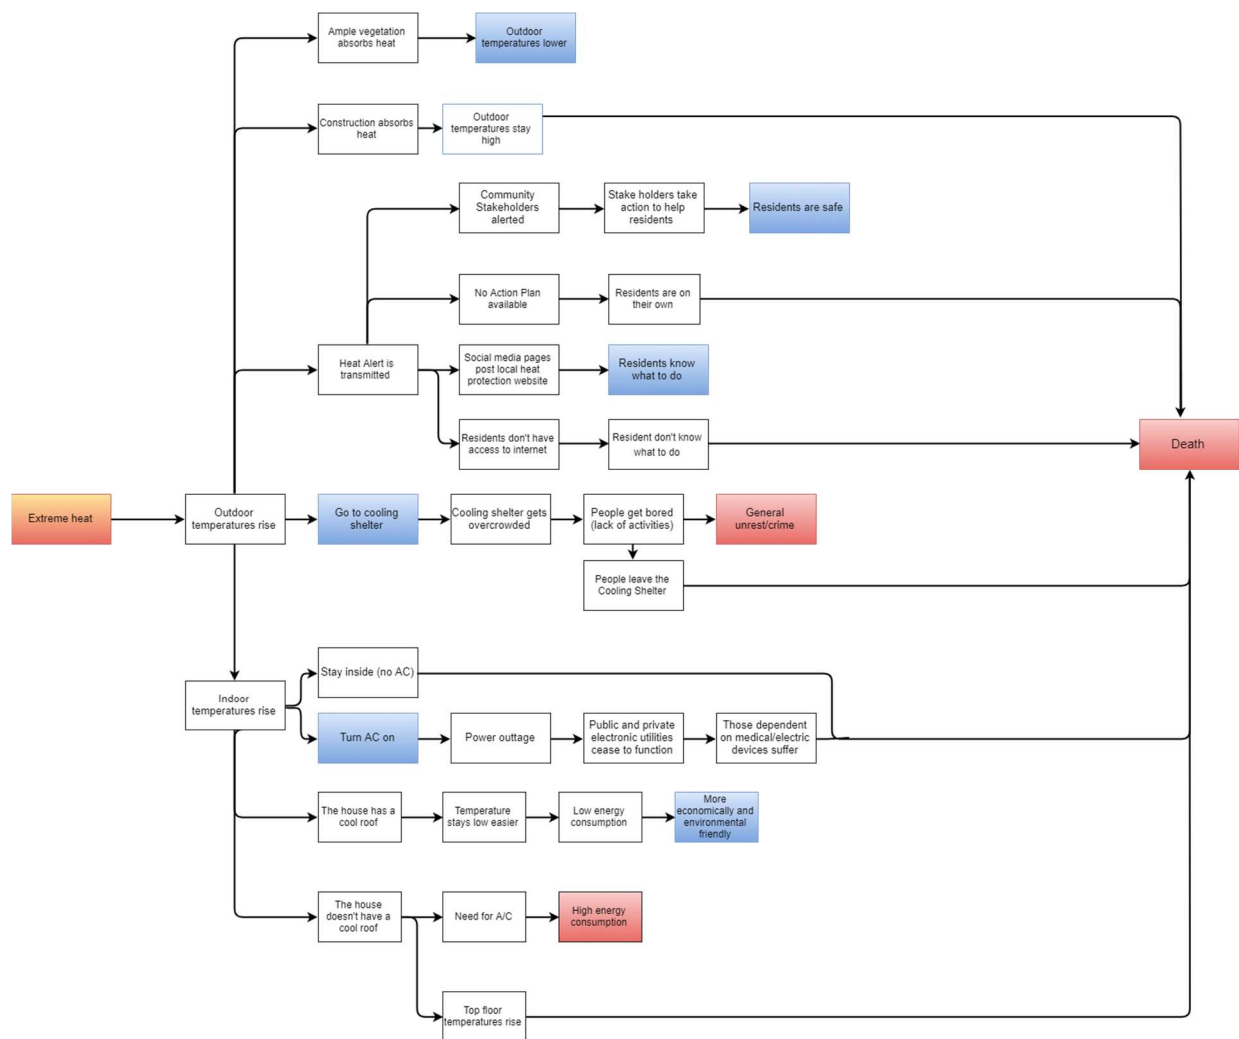 Ample vegetation
absorbs heat
Outdoor
temperatures lower
Construction absorbs
heat
Outdoor
temperatures stay
high
Community
Stakeholders
alerted
Stake holders take
action to help
residents
Residents are safe
No Action Plan
available
Residents are on
their own
Heat Alert is
transmitted
Social media pages
post local heat
protection website
Residents know
what to do
Residents don't have
access to internet
Resident don't know
what to do
Death
Extreme heat
Outdoor
temperatures rise
Go to cooling
shelter
Cooling shelter gets
overcrowded
People get bored
(lack of activities)
General
unrest/crime
People leave the
Cooling Shelter
Stay inside (no AC)
Indoor
temperatures rise
Turn AC on
Power outtage
Public and private
electronic utilities
cease to function
Those dependent
on medical/electric
devices suffer
The house has a
cool roof
Temperature
stays low easier
Low energy
consumption
More
economically and
environmental
friendly
The house
doesn't have a
cool roof
Need for A/C
High energy
consumption
Top floor
temperatures rise